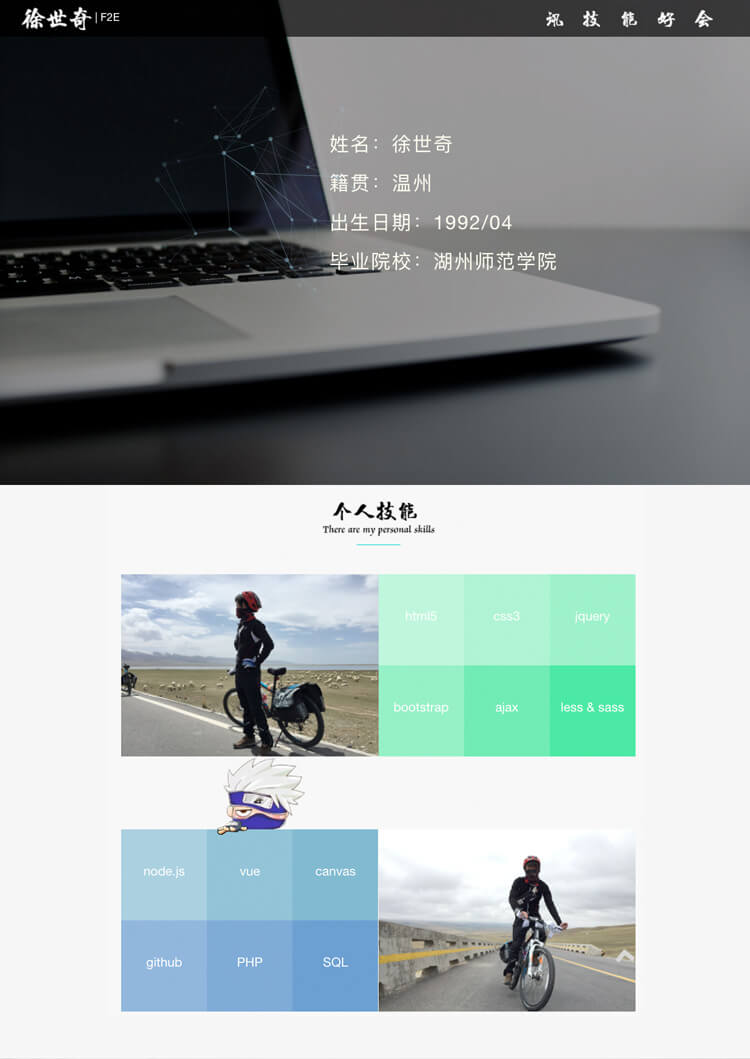 徐世奇 | F2E
讯 技 能 好 会
姓名：徐世奇
籍贯：温州
出生日期：1992/04
毕业院校：湖州师范学院
个人技能
There are my personal skills
html5 css3 jquery
bootstrap ajax less & sass
node.js vue canvas
github PHP SQL